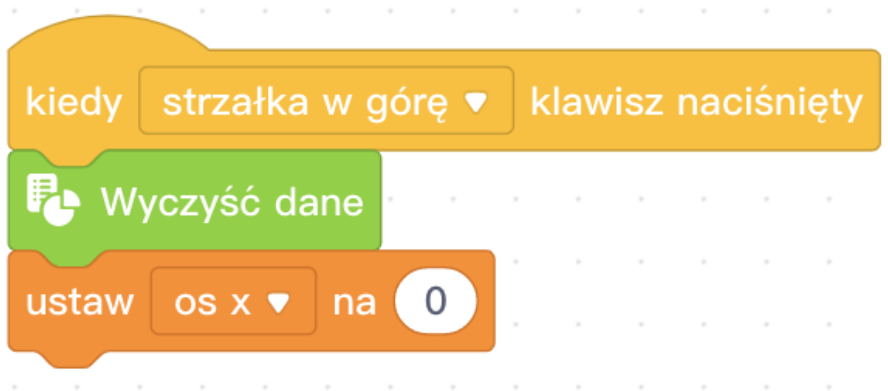 kiedy strzałka w górę klawisz naciśnięty
Wyczyść dane
ustaw os x na 0